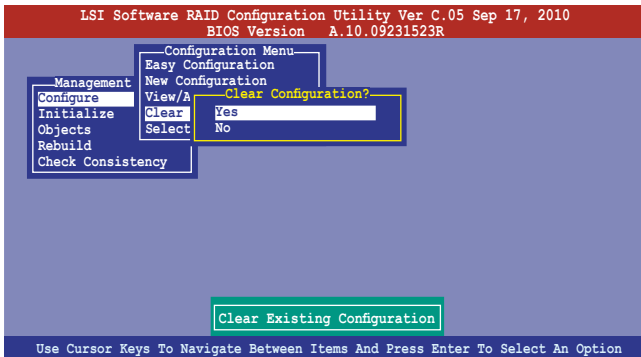 LSI Software RAID Configuration Utility Ver C.05 Sep 17, 2010
BIOS Version A.10.09231523R
Configuration Menu
Easy Configuration
New Configuration
View/A
Clear
Select
Management
Configure
Initialize
Objects
Rebuild
Check Consistency
Clear Configuration?
Yes
No
Clear Existing Configuration
Use Cursor Keys To Navigate Between Items And Press Enter To Select An Option